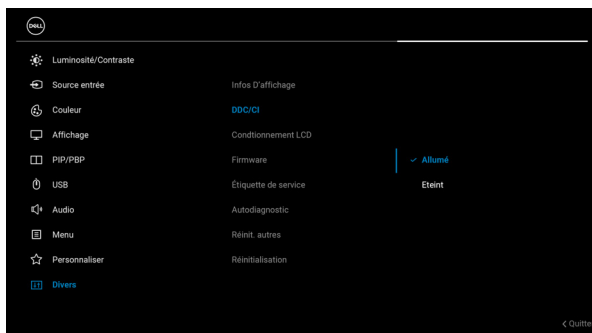 DELL
Luminosité/Contraste
Source entrée
Infos D'affichage
Couleur
DDC/CI
Affichage
Condtionnement LCD
PIP/PBP
Firmware
Allumé
USB
Étiquette de service
Eteint
Audio
Autodiagnostic
Menu
Réinit. autres
Personnaliser
Réinitialisation
Divers
Quitte